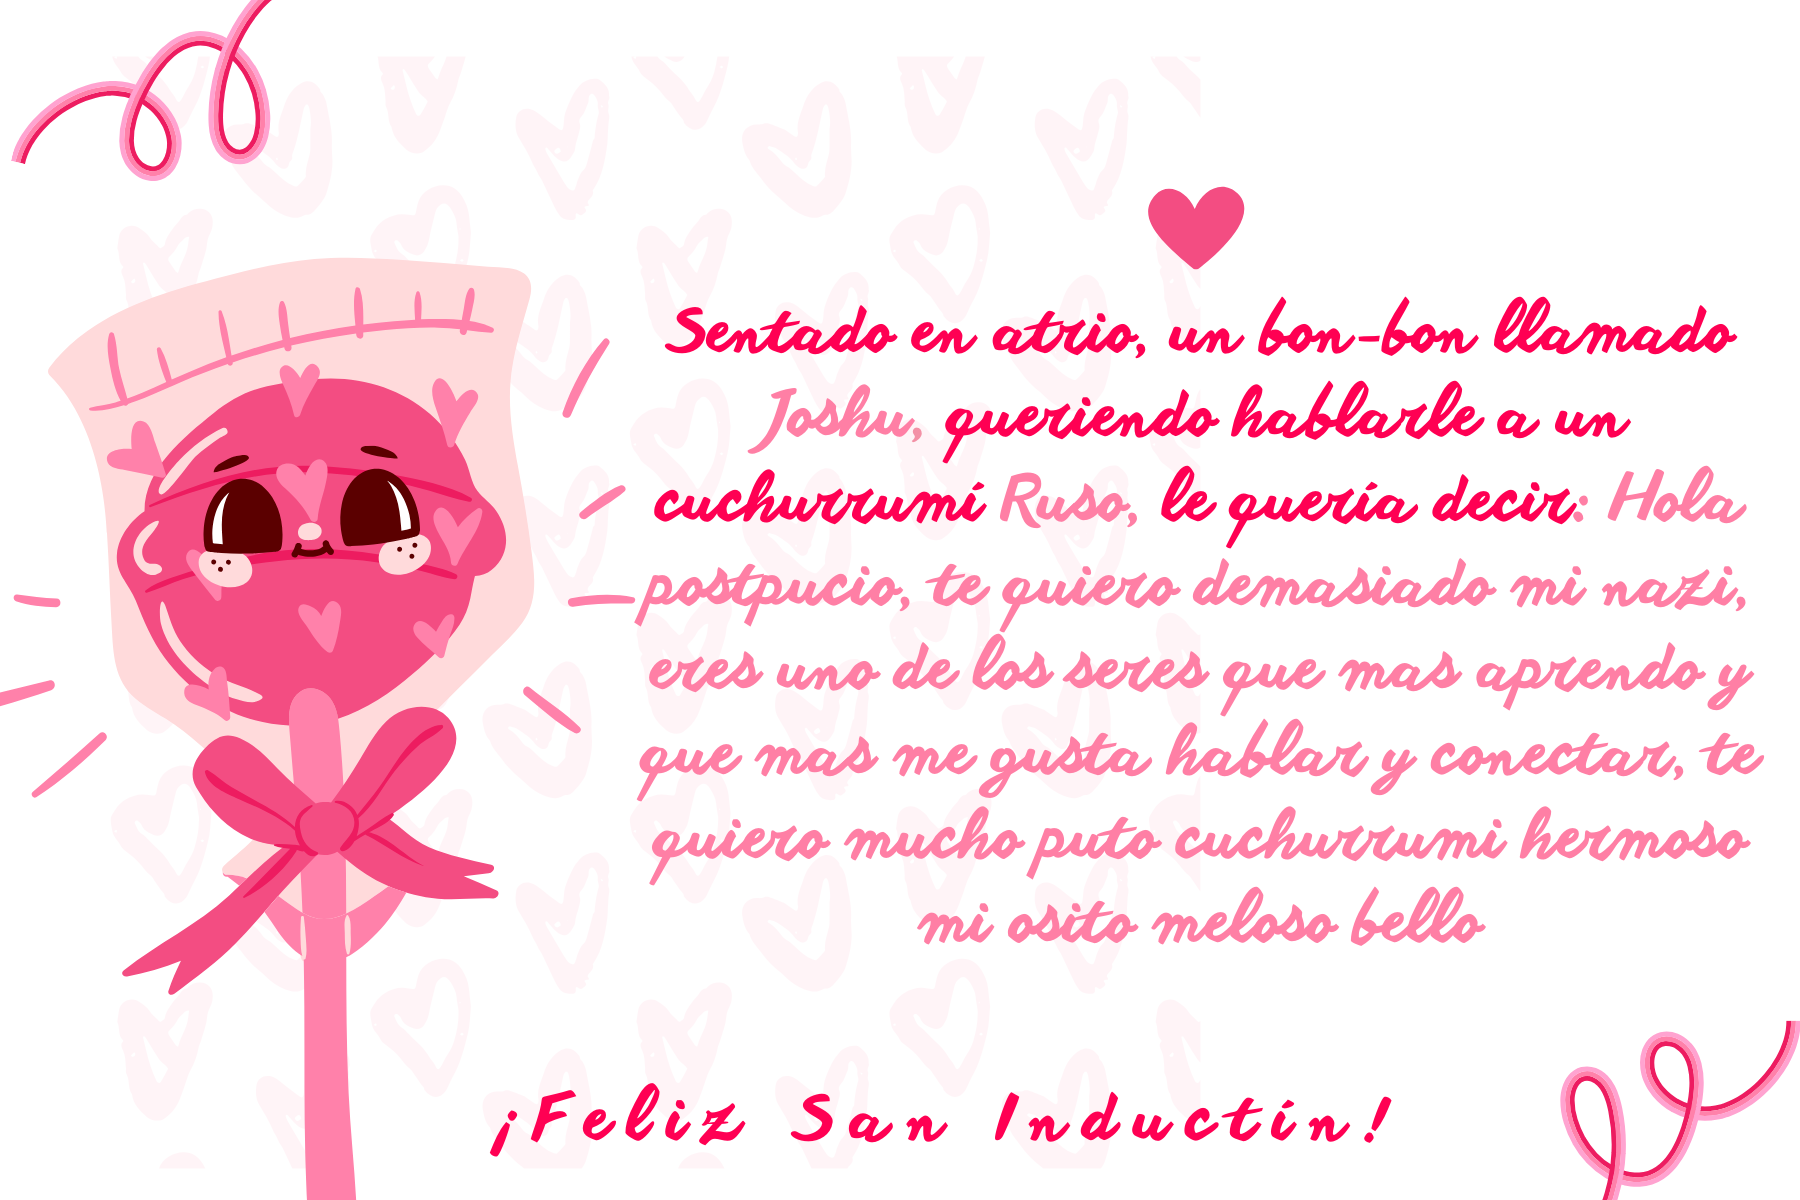 Sentado en atrio, un bon-bon llamado
Joshu, queriendo hablarle a un
cuchurrumí Ruso, le quería decir: Hola
postpucio, te quiero demasiado mi nazi,
eres uno de los seres que mas aprendo y
que mas me gusta hablar y conectar, te
quiero mucho puto cuchurrumi hermoso
mi osito meloso bello
¡Feliz San Inductín!